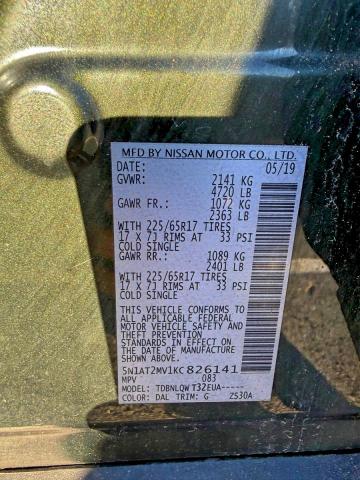 MFD BY NISSAN MOTOR CO., LTD.
DATE: 05/19
GVWR: 2141 KG
4720 LB
GAWR FR.: 1072 KG
2363 LB
WITH 225/65R17 TIRES
17 X 7J RIMS AT 33 PSI
COLD SINGLE
GAWR RR.: 1089 KG
2401 LB
WITH 225/65R17 TIRES
17 X 7J RIMS AT 33 PSI
COLD SINGLE
THIS VEHICLE CONFORMS TO ALL
APPLICABLE FEDERAL MOTOR
VEHICLE SAFETY, BUMPER, AND
THEFT PREVENTION STANDARDS
IN EFFECT ON THE
DATE OF MANUFACTURE
SHOWN ABOVE.
5N1AT2MV1KC826141
MPV 083
MODEL: TDBNLQWT32EUA-----
COLOR: DAL TRIM: G ZS30A